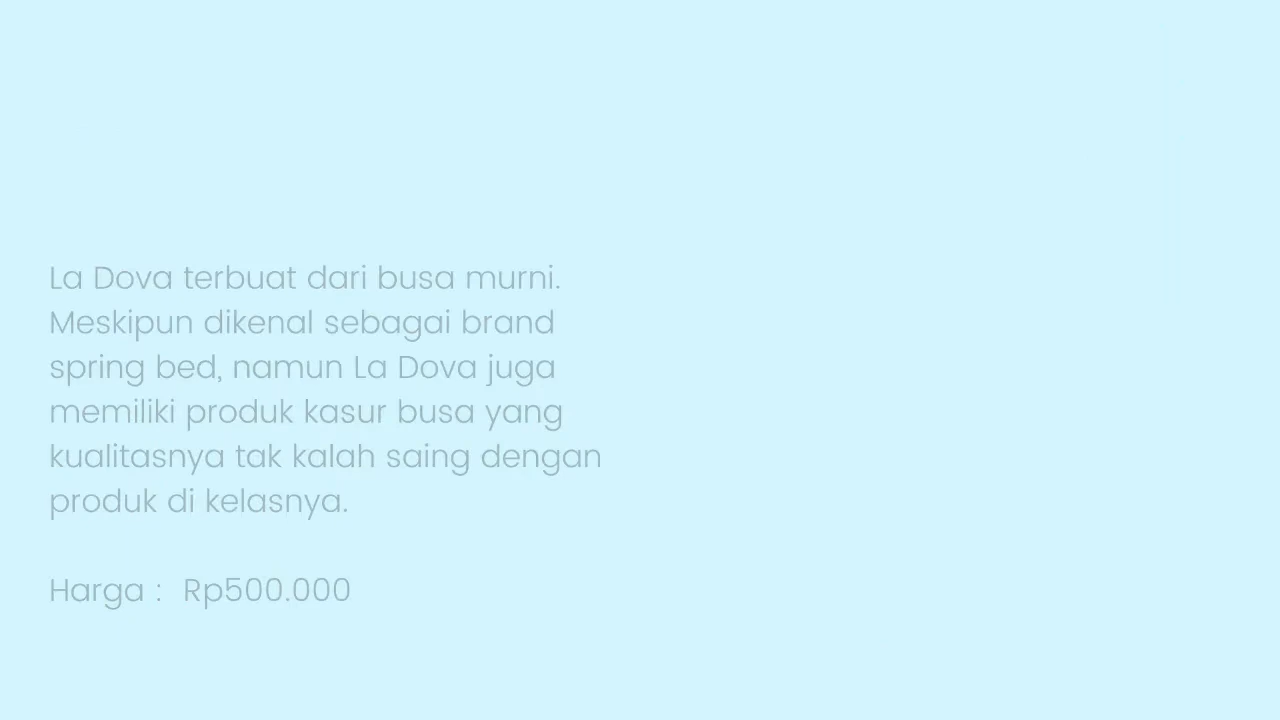 La Dova terbuat dari busa murni.
Meskipun dikenal sebagai brand
spring bed, namun La Dova juga
memiliki produk kasur busa yang
kualitasnya tak kalah saing dengan
produk di kelasnya.
Harga :  Rp500.000